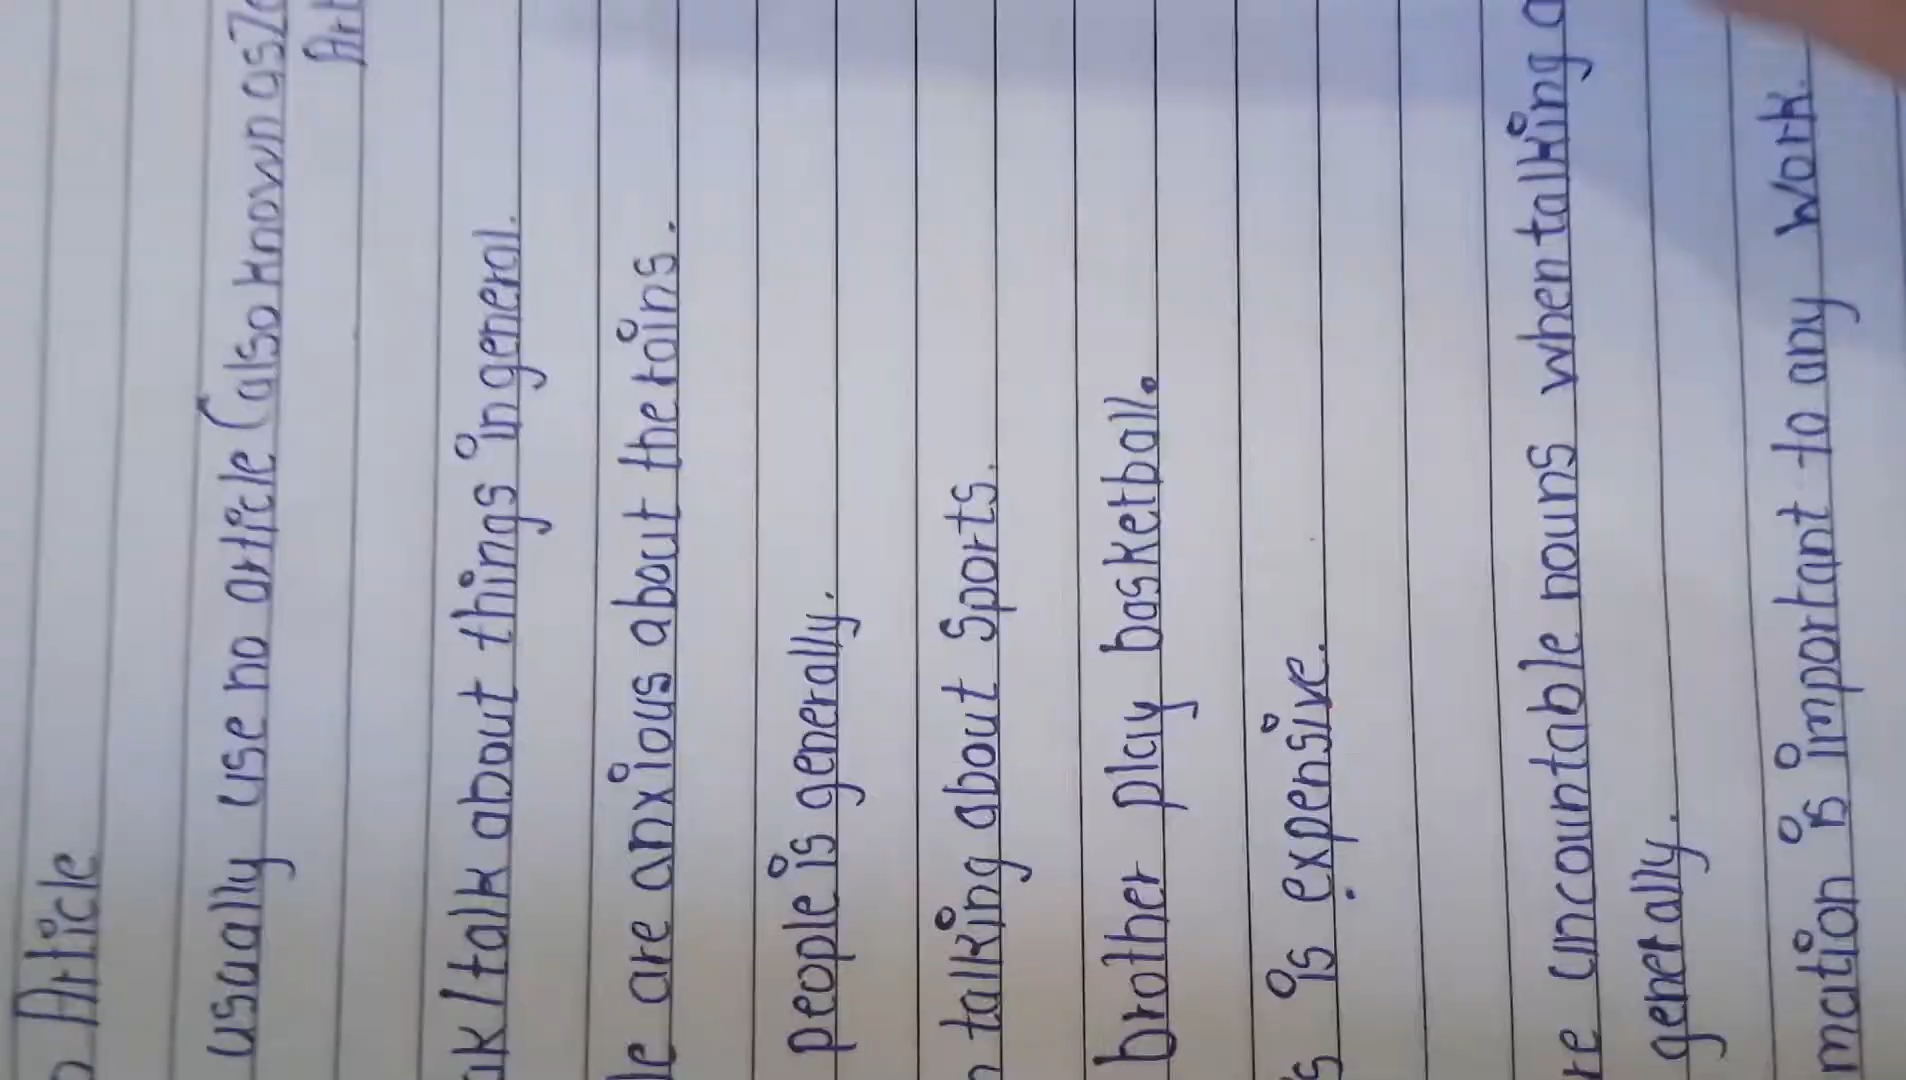 Article
usually use no article (also known as Ze
Art
talk about things in general.
are anxious about the rains.
people is generally.
talking about Sports.
brother play basketball.
is expensive.
uncountable nouns when talking a
generally.
mation is important to any work.